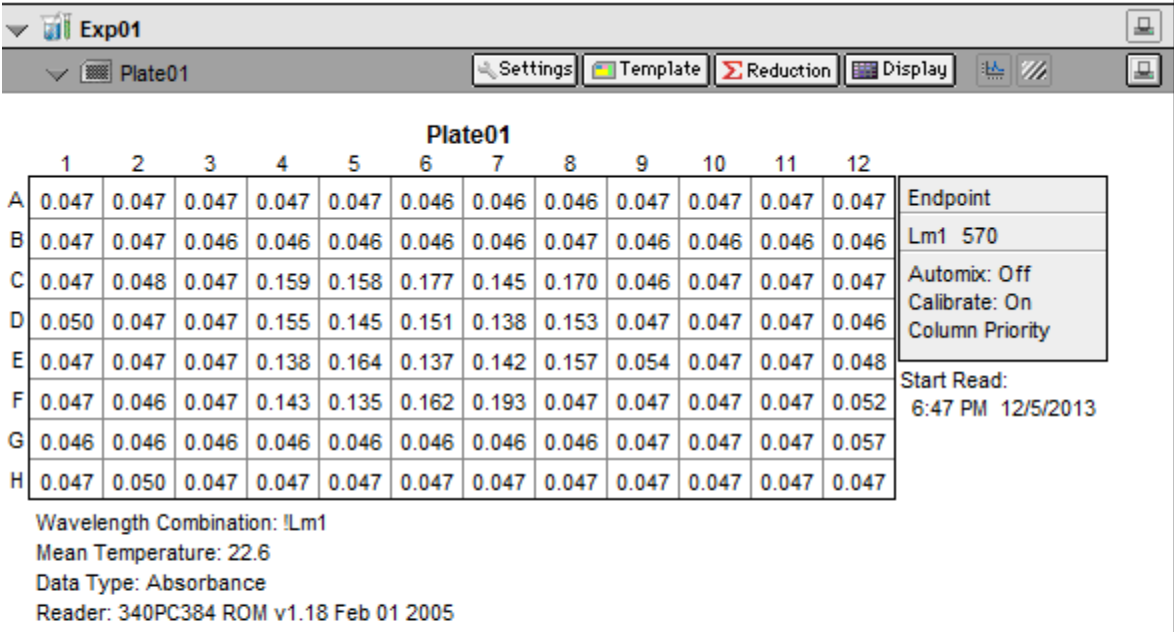 Exp01
Plate01 Settings Template Reduction Display
Plate01
1 2 3 4 5 6 7 8 9 10 11 12
A 0.047 0.047 0.047 0.047 0.047 0.046 0.046 0.046 0.047 0.047 0.047 0.047
B 0.047 0.047 0.046 0.046 0.046 0.046 0.046 0.047 0.046 0.046 0.046 0.046
C 0.047 0.048 0.047 0.159 0.158 0.177 0.145 0.170 0.046 0.047 0.047 0.047
D 0.050 0.047 0.047 0.155 0.145 0.151 0.138 0.153 0.047 0.047 0.047 0.046
E 0.047 0.047 0.047 0.138 0.164 0.137 0.142 0.157 0.054 0.047 0.047 0.048
F 0.047 0.046 0.047 0.143 0.135 0.162 0.193 0.047 0.047 0.047 0.047 0.052
G 0.046 0.046 0.046 0.046 0.046 0.046 0.046 0.046 0.047 0.047 0.047 0.057
H 0.047 0.050 0.047 0.047 0.047 0.047 0.047 0.047 0.047 0.047 0.047 0.047
Endpoint
Lm1 570
Automix: Off
Calibrate: On
Column Priority
Start Read:
6:47 PM 12/5/2013
Wavelength Combination: !Lm1
Mean Temperature: 22.6
Data Type: Absorbance
Reader: 340PC384 ROM v1.18 Feb 01 2005